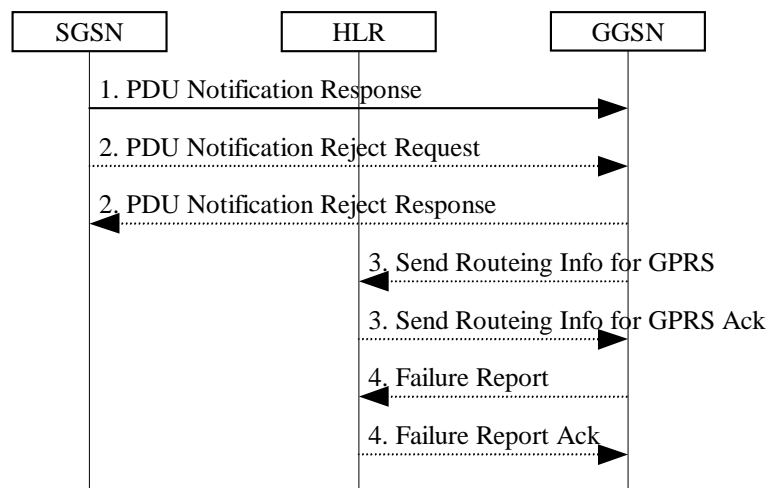 SGSN HLR GGSN
1. PDU Notification Response
2. PDU Notification Reject Request
2. PDU Notification Reject Response
3. Send Routeing Info for GPRS
3. Send Routeing Info for GPRS Ack
4. Failure Report
4. Failure Report Ack